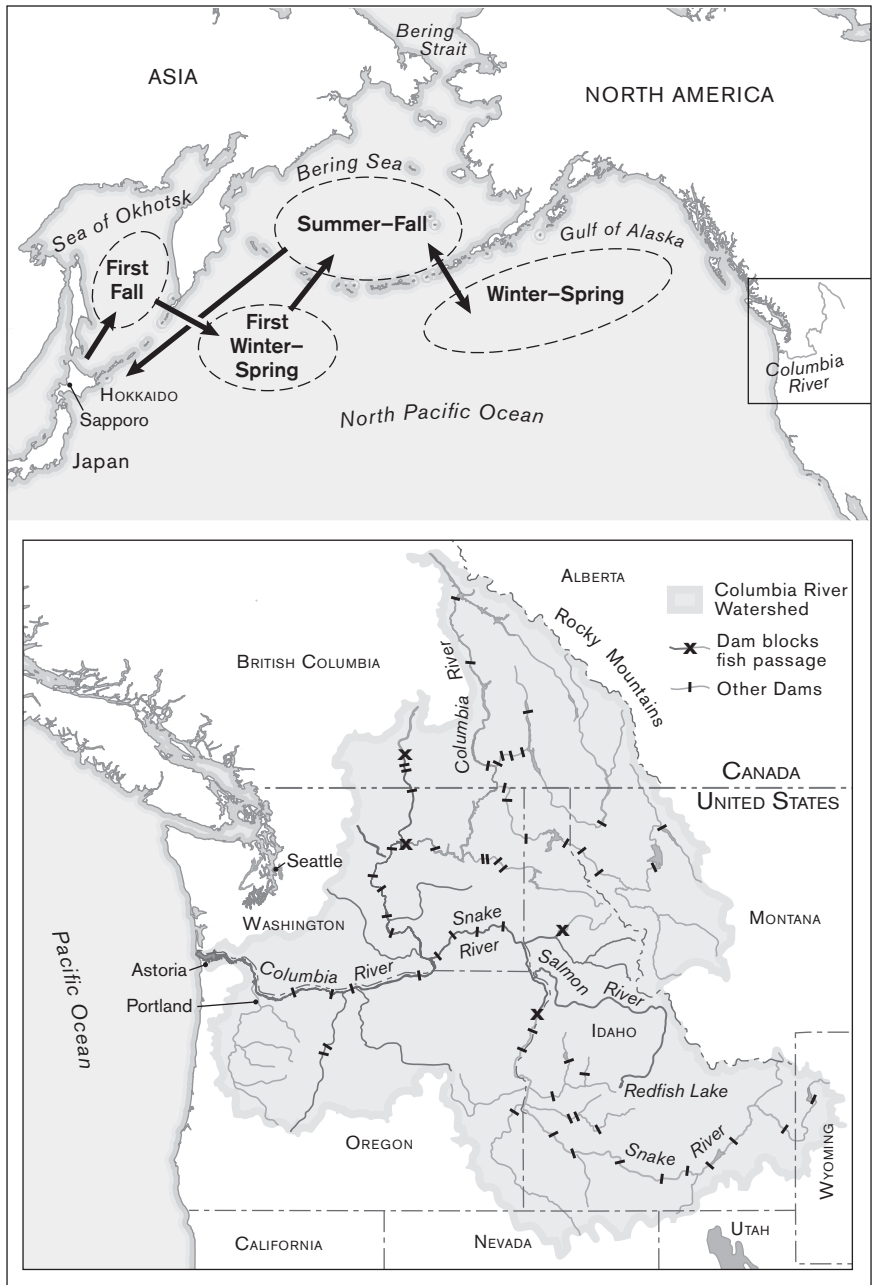 Bering
Strait
ASIA
NORTH AMERICA
Bering Sea
Sea of Okhotsk
Summer–Fall
Gulf of Alaska
First
Fall
Winter–Spring
First
Winter–
Spring
Columbia
River
HOKKAIDO
Sapporo
North Pacific Ocean
Japan
ALBERTA
Columbia River
Watershed
Rocky Mountains
Dam blocks
fish passage
Other Dams
BRITISH COLUMBIA
Columbia River
CANADA
UNITED STATES
Seattle
WASHINGTON
Snake
River
MONTANA
Pacific Ocean
Astoria
Columbia River
Salmon
River
Portland
IDAHO
Redfish Lake
OREGON
Snake River
WYOMING
CALIFORNIA
NEVADA
UTAH